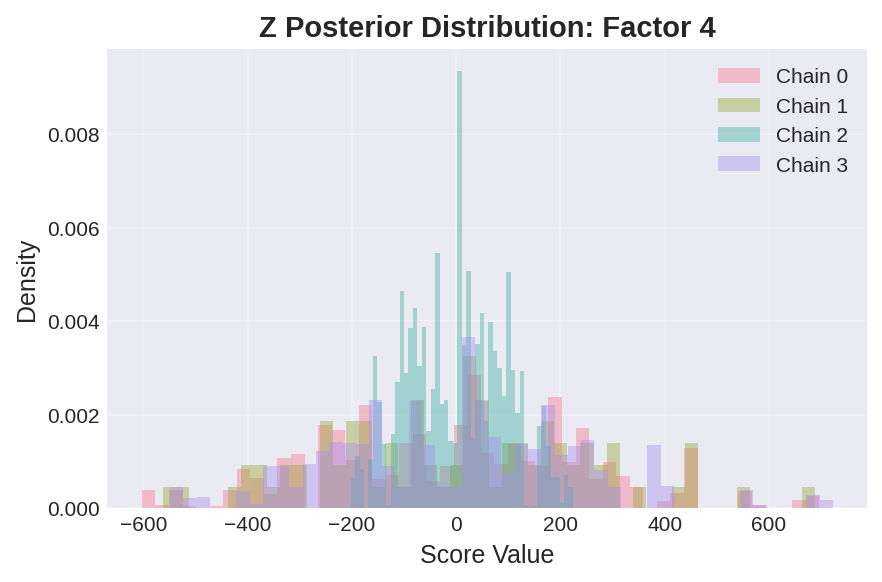 Z Posterior Distribution: Factor 4
Chain 0
Chain 1
Chain 2
Chain 3
Density
0.008
0.006
0.004
0.002
0.000
−600
−400
−200
0
200
400
600
Score Value